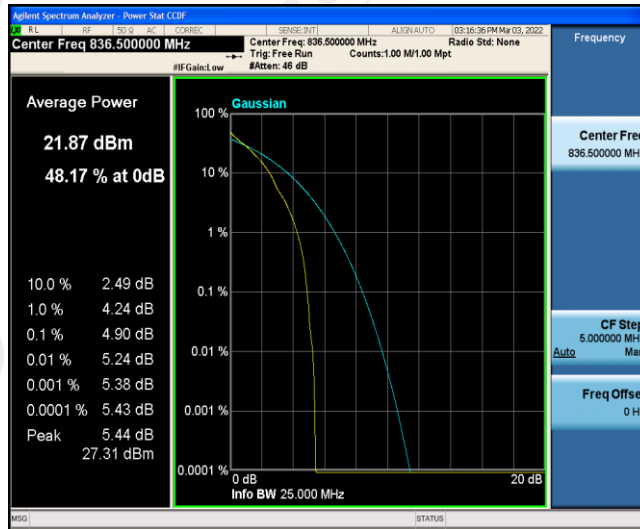 Agilent Spectrum Analyzer - Power Stat CCDF
RL RF 50 Ω AC CORREC SENSE:INT ALIGN AUTO 03:16:36 PM Mar 03, 2022
Center Freq 836.500000 MHz
Center Freq: 836.500000 MHz Radio Std: None
Trig: Free Run Counts:1.00 M/1.00 Mpt
#IFGain:Low #Atten: 46 dB
Frequency
Average Power
21.87 dBm
48.17 % at 0dB
10.0 % 2.49 dB
1.0 % 4.24 dB
0.1 % 4.90 dB
0.01 % 5.24 dB
0.001 % 5.38 dB
0.0001 % 5.43 dB
Peak 5.44 dB
27.31 dBm
Gaussian
100 %
10 %
1 %
0.1 %
0.01 %
0.001 %
0.0001 %
0 dB 20 dB
Info BW 25.000 MHz
Center Fre
836.500000 MH
CF Step
5.000000 MH
Auto Ma
Freq Offse
0 H
MSG STATUS